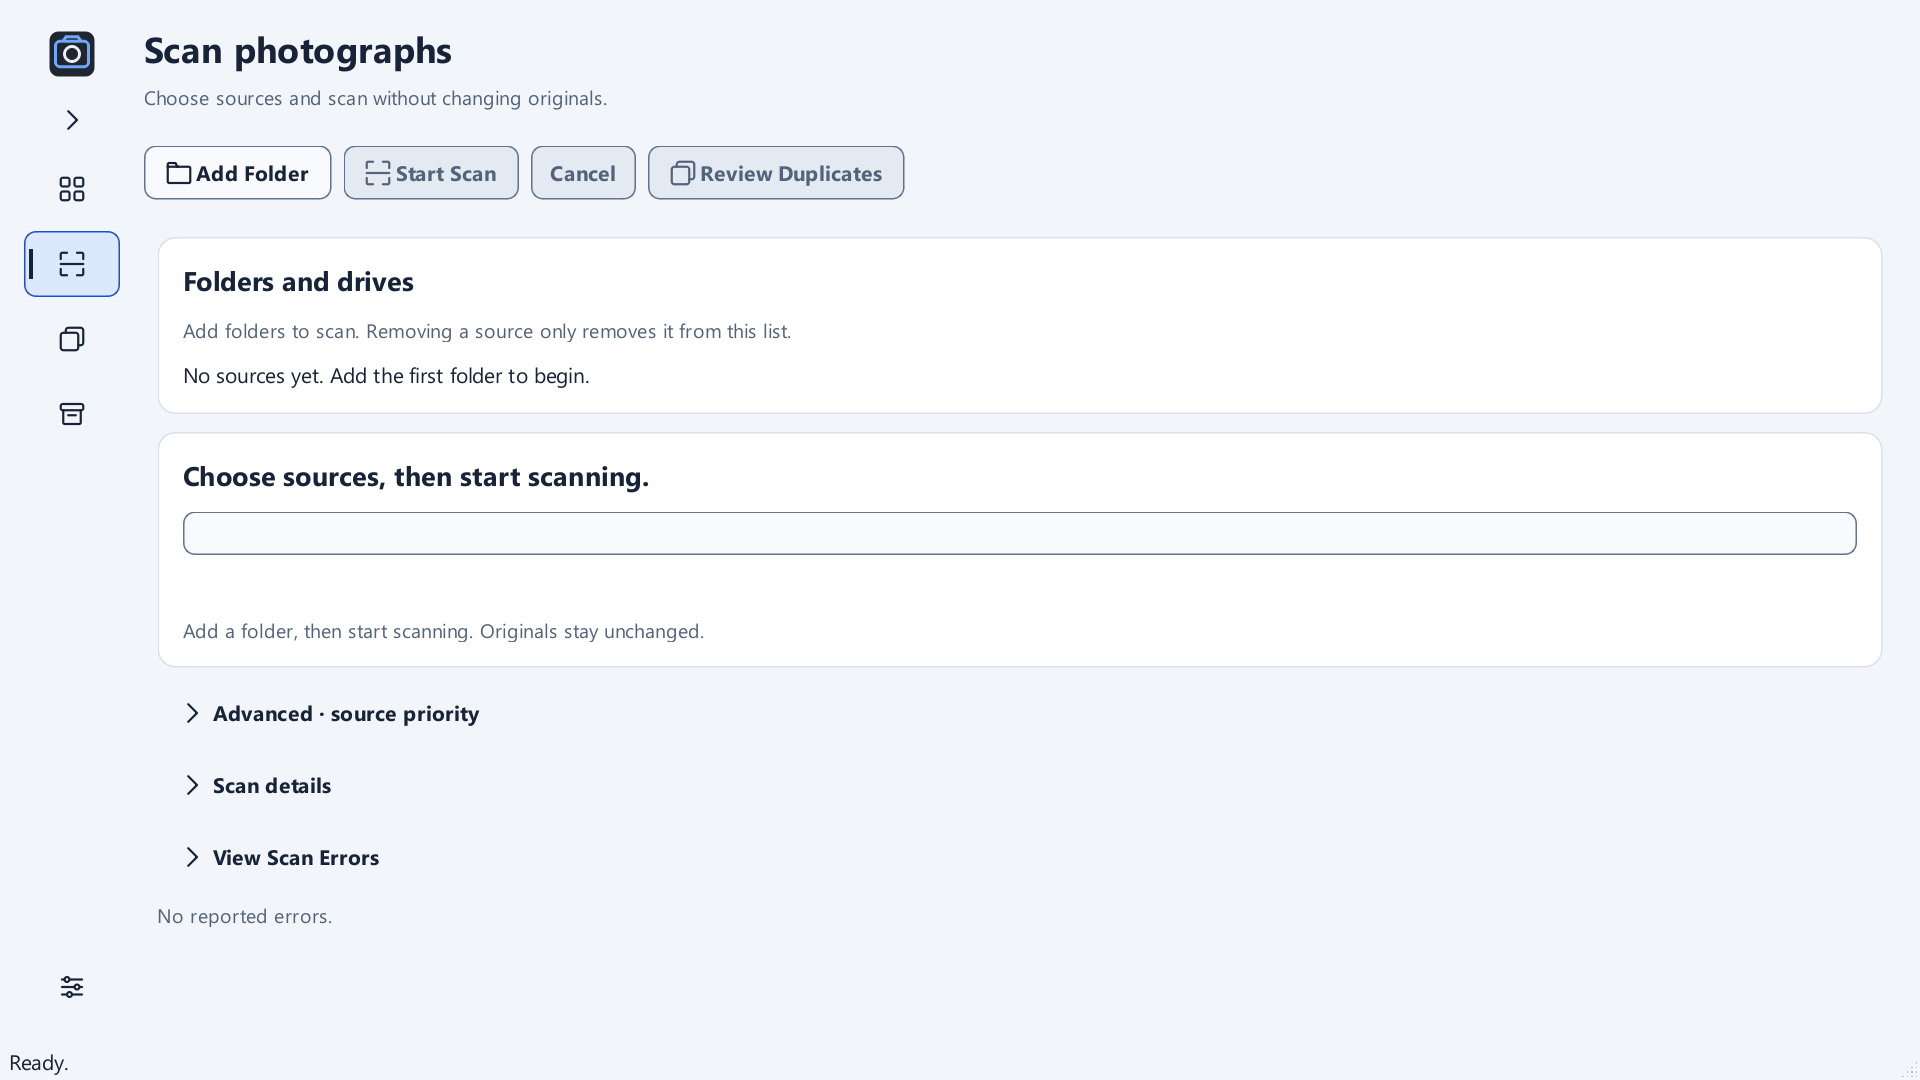 Scan photographs
Choose sources and scan without changing originals.
Add Folder
Start Scan
Cancel
Review Duplicates
Folders and drives
Add folders to scan. Removing a source only removes it from this list.
No sources yet. Add the first folder to begin.
Choose sources, then start scanning.
Add a folder, then start scanning. Originals stay unchanged.
Advanced · source priority
Scan details
View Scan Errors
No reported errors.
Ready.